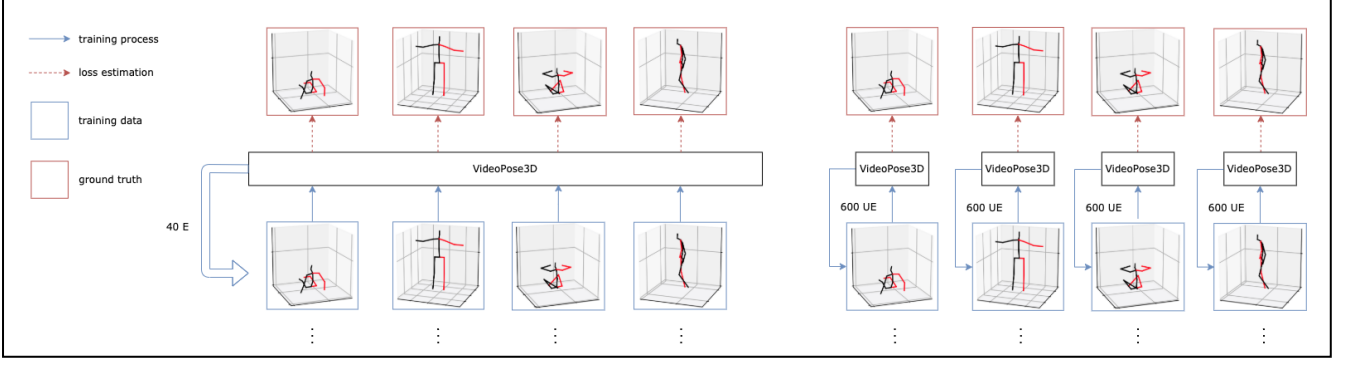 training process
loss estimation
training data
ground truth
VideoPose3D
40 E
VideoPose3D
VideoPose3D
VideoPose3D
VideoPose3D
600 UE
600 UE
600 UE
600 UE